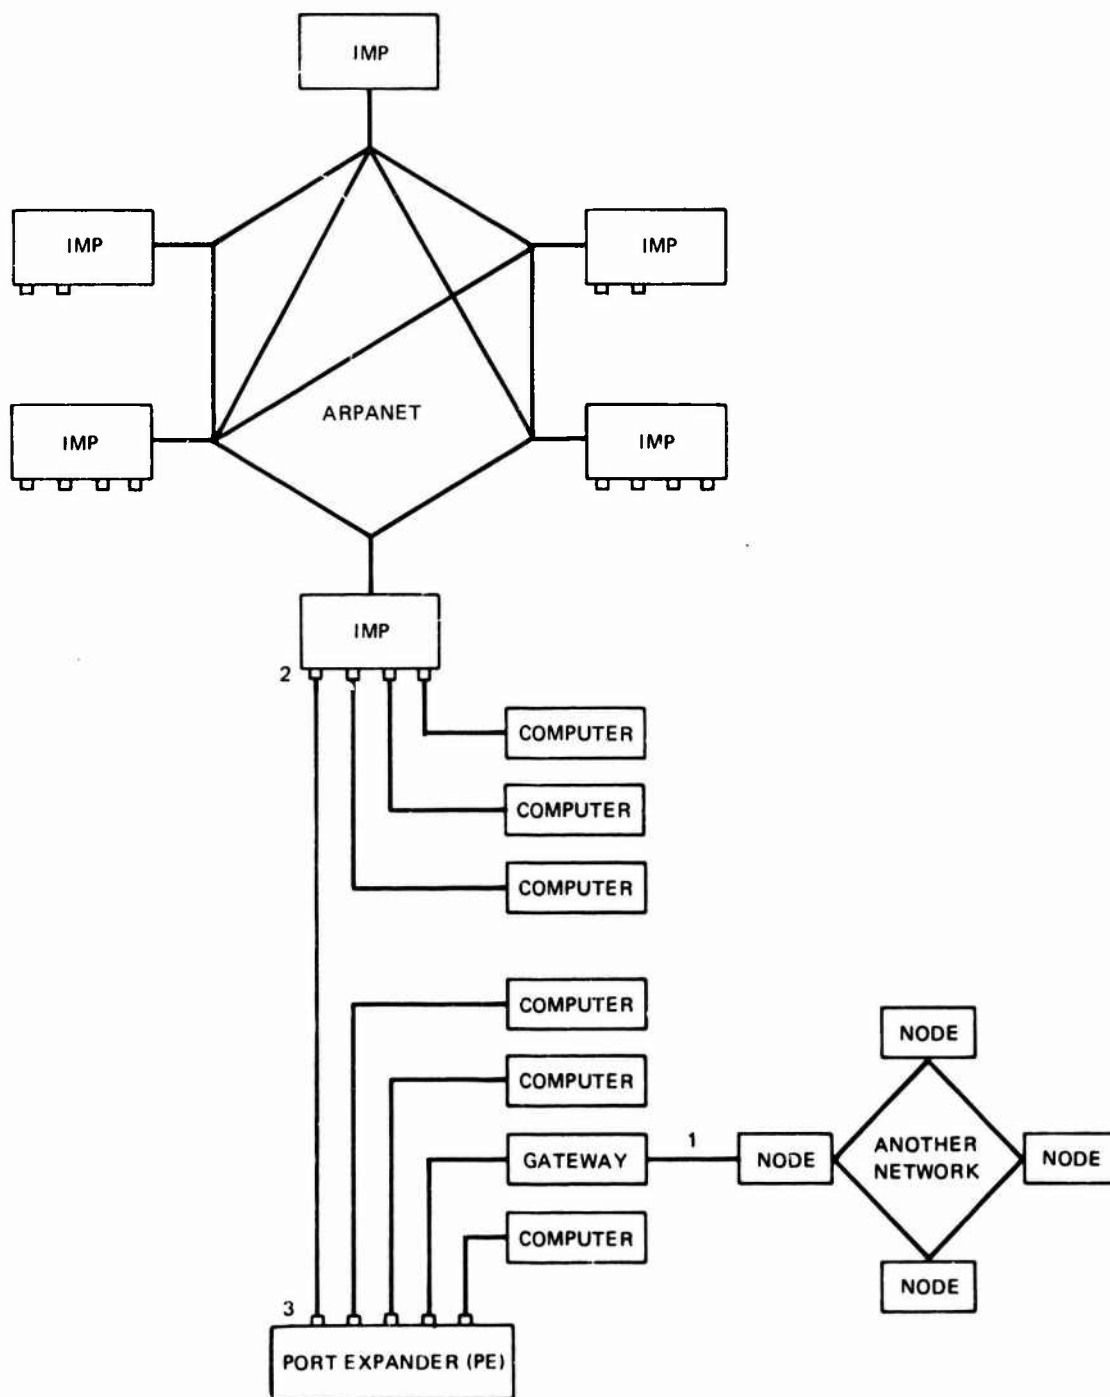 IMP
IMP
IMP
ARPANET
IMP
IMP
IMP
2
COMPUTER
COMPUTER
COMPUTER
COMPUTER
NODE
COMPUTER
1
GATEWAY
NODE
ANOTHER
NETWORK
NODE
COMPUTER
NODE
3
PORT EXPANDER (PE)